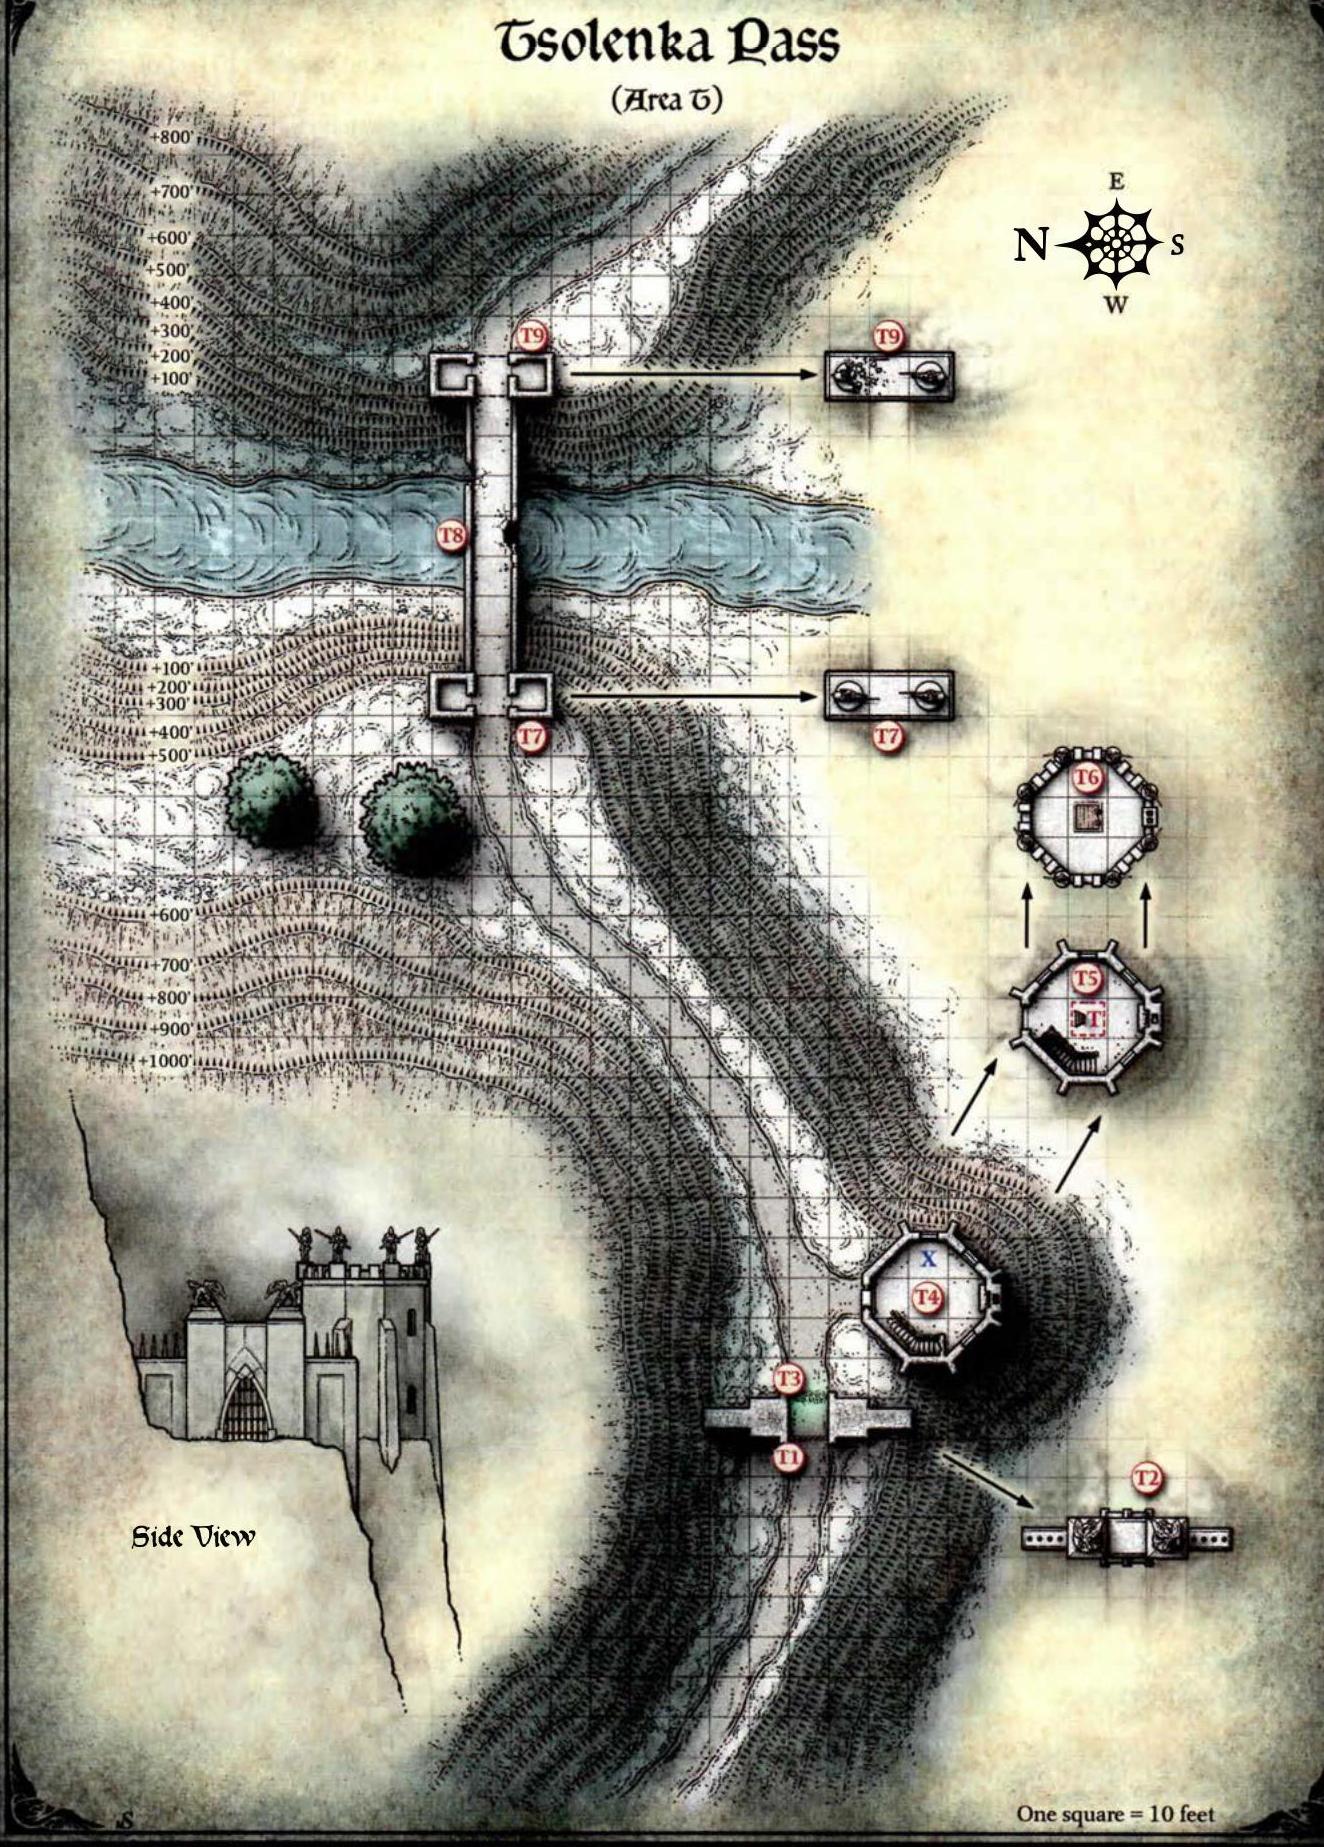 Tsolenka Pass
(Area T)
+800'
+700'
+600'
+500'
+400'
+300'
+200'
+100'
E
N
S
W
T9
T9
T8
+100'
+200'
+300'
+400'
+500'
T7
T7
T6
+600'
+700'
+800'
+900'
+1000'
T5
T
X
T4
T3
T1
T2
Side View
One square = 10 feet